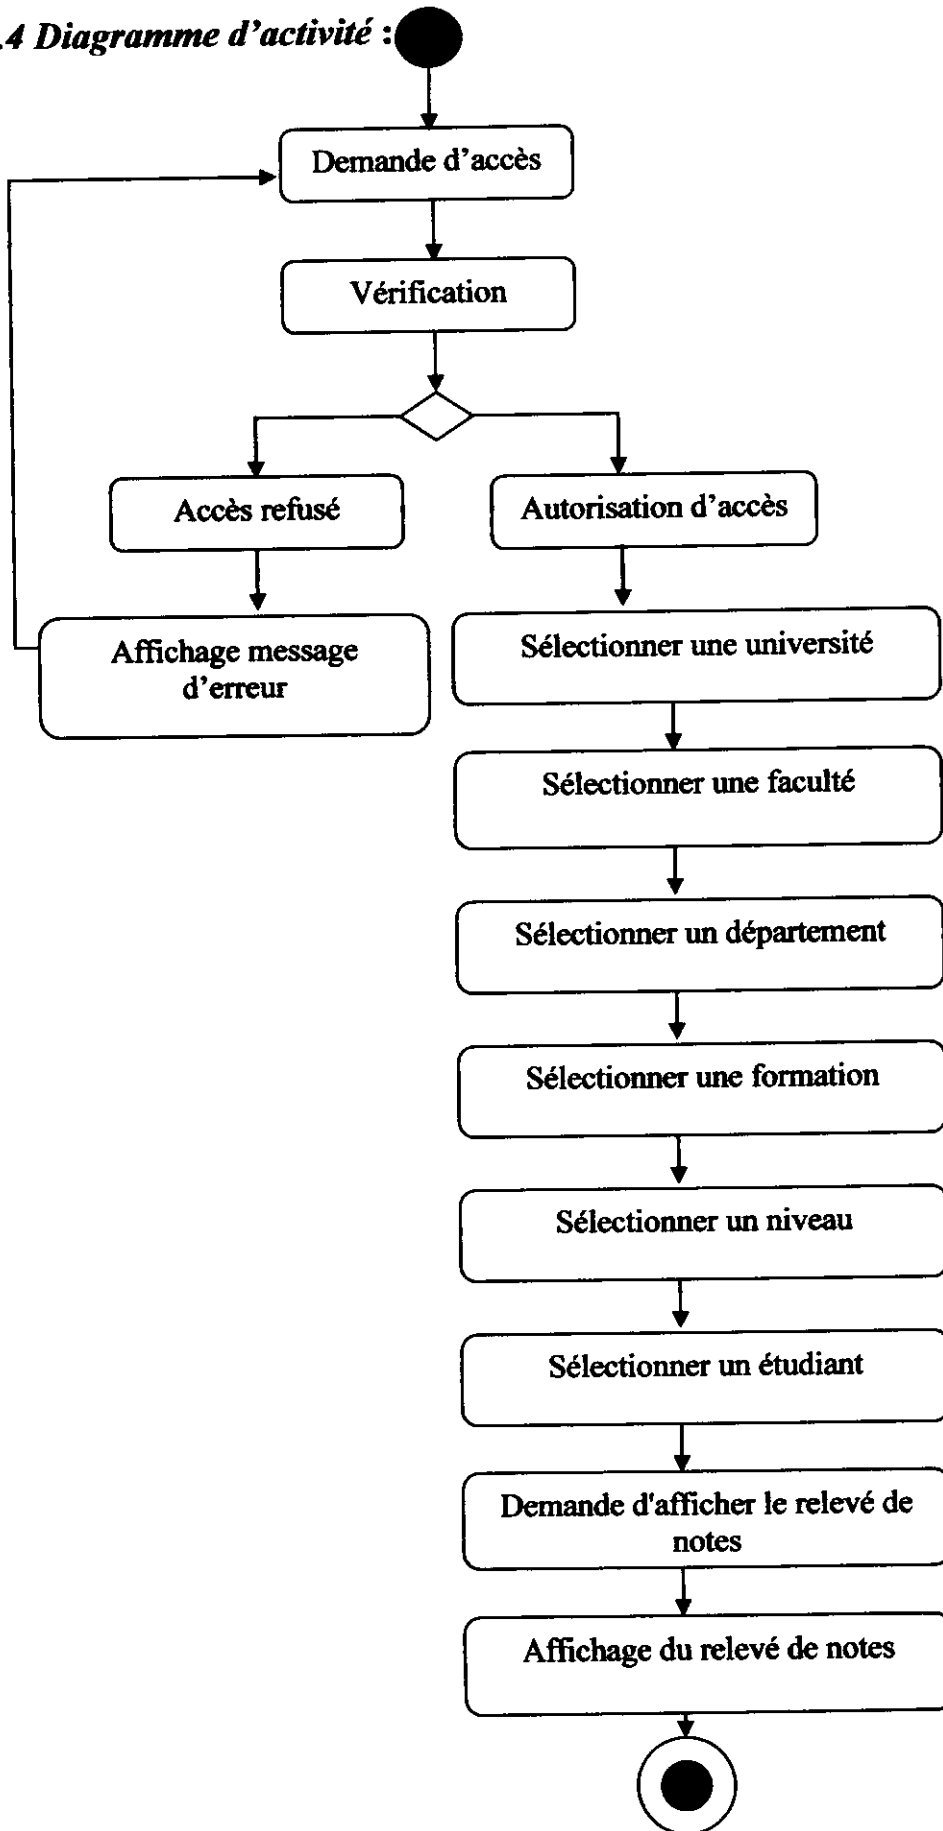 .4 Diagramme d’activité :
Demande d’accès
Vérification
Accès refusé
Autorisation d’accès
Affichage message
d’erreur
Sélectionner une université
Sélectionner une faculté
Sélectionner un département
Sélectionner une formation
Sélectionner un niveau
Sélectionner un étudiant
Demande d'afficher le relevé de
notes
Affichage du relevé de notes